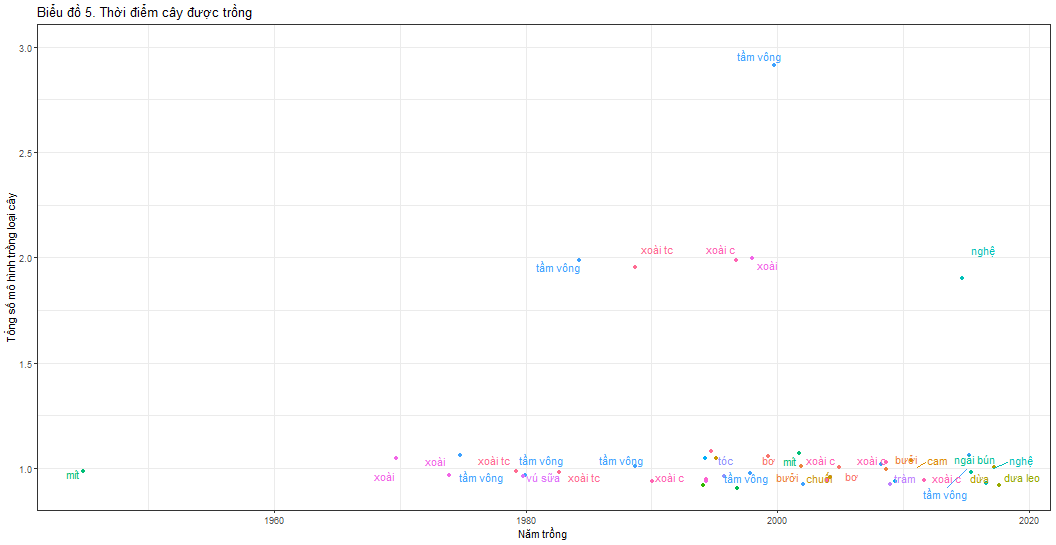 Biểu đồ 5. Thời điểm cây được trồng
Tổng số mô hình trồng loại cây
3.0
2.5
2.0
1.5
1.0
tầm vông
xoài tc
xoài c
nghệ
tầm vông
xoài
mít
xoài
xoài
xoài tc
tầm vông
tầm vông
vú sữa
xoài tc
tầm vông
xoài c
tóc
tầm vông
bơ
mít
xoài c
bưởi
chuối
bơ
xoài c
bưởi
cam
tràm
xoài c
tầm vông
ngải bún
nghệ
dứa
dưa leo
1960
1980
2000
2020
Năm trồng